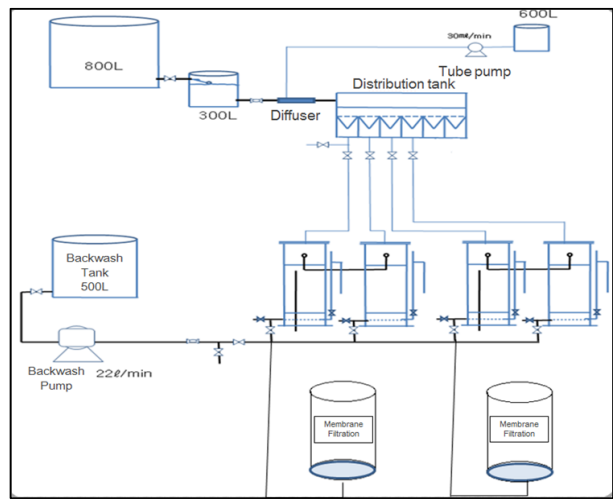 600L
30㎖/min
800L
Tube pump
Distribution tank
300L
Diffuser
Backwash
Tank
500L
Backwash
Pump
22ℓ/min
Membrane
Filtration
Membrane
Filtration